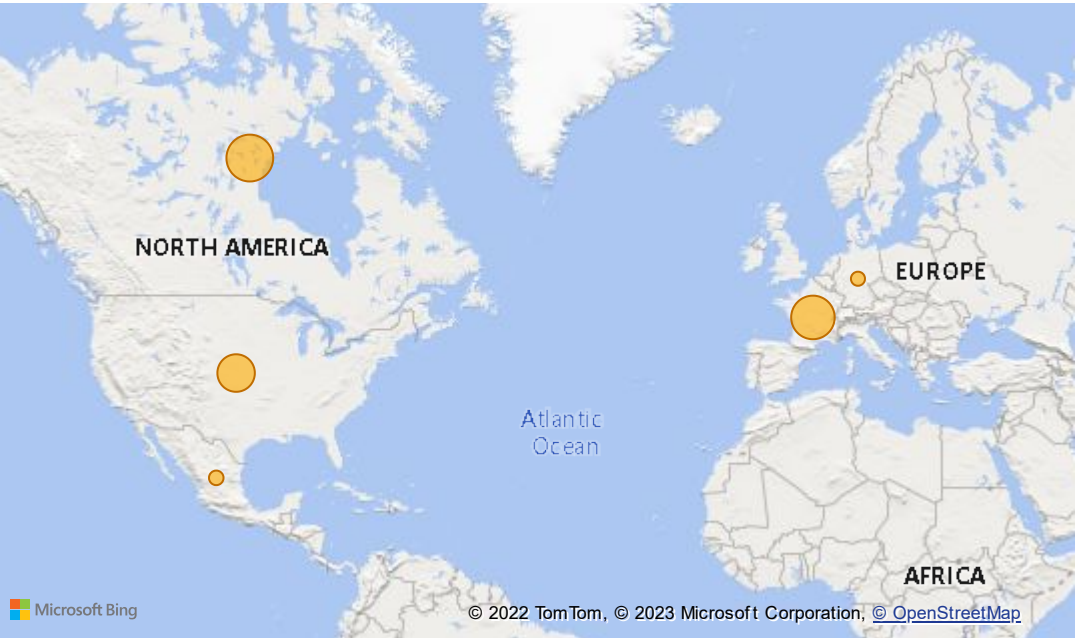 NORTH AMERICA
EUROPE
Atlantic
Ocean
AFRICA
Microsoft Bing
© 2022 TomTom, © 2023 Microsoft Corporation, © OpenStreetMap